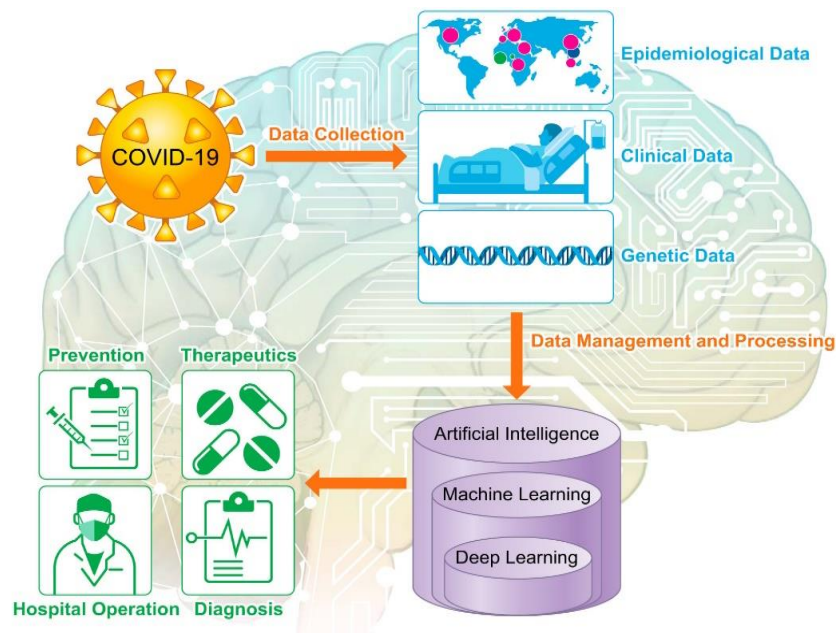 COVID-19
Data Collection
Epidemiological Data
Clinical Data
Genetic Data
Data Management and Processing
Artificial Intelligence
Machine Learning
Deep Learning
Prevention
Therapeutics
Hospital Operation
Diagnosis